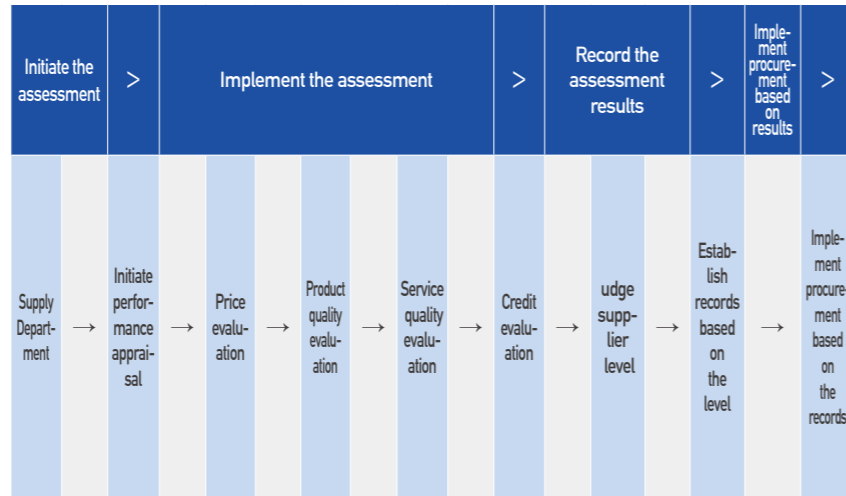 Initiate the
assessment
>
Implement the assessment
>
Record the
assessment
results
>
Imple-
ment
procure-
ment
based
on
results
>
Supply
Depart-
ment
→
Initiate
perfor-
mance
apprai-
sal
→
Price
evalu-
ation
→
Product
quality
evalu-
ation
→
Service
quality
evalu-
ation
→
Credit
evalu-
ation
→
udge
supp-
lier
level
→
Estab-
lish
records
based
on
the
level
→
Imple-
ment
procure-
ment
based
on
the
records